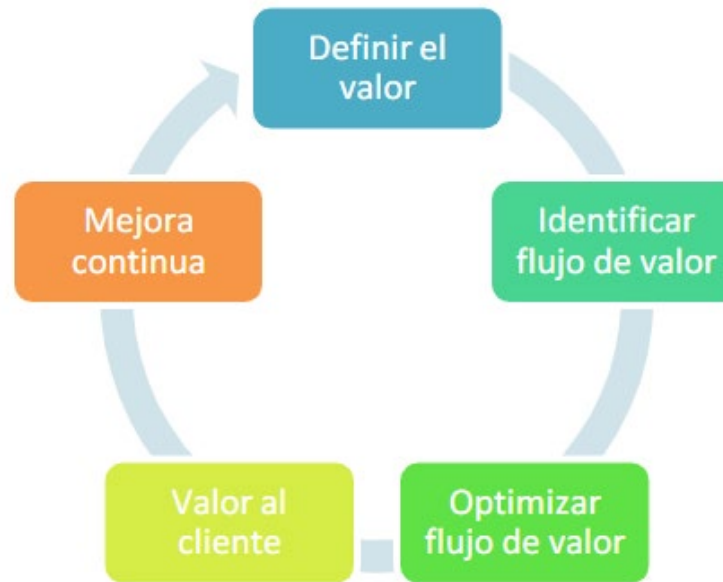 Definir el
valor
Identificar
flujo de valor
Optimizar
flujo de valor
Valor al
cliente
Mejora
continua